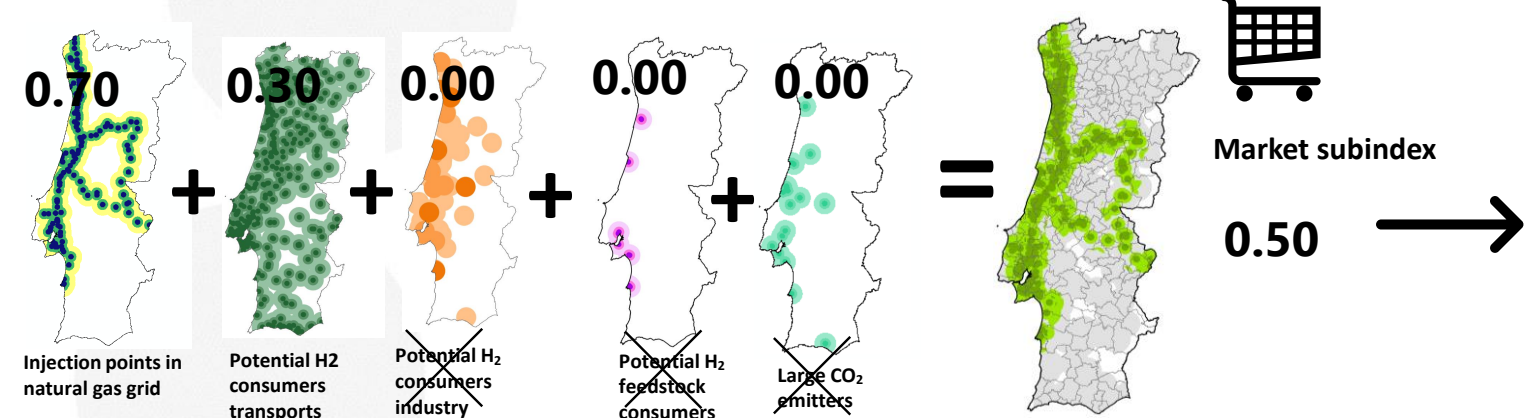 0.70
0.30
0.00
0.00
0.00
+
+
+
+
=
Market subindex
0.50
Injection points in
natural gas grid
Potential H2
consumers
transports
Potential H₂
consumers
industry
Potential H₂
feedstock
consumers
Large CO₂
emitters